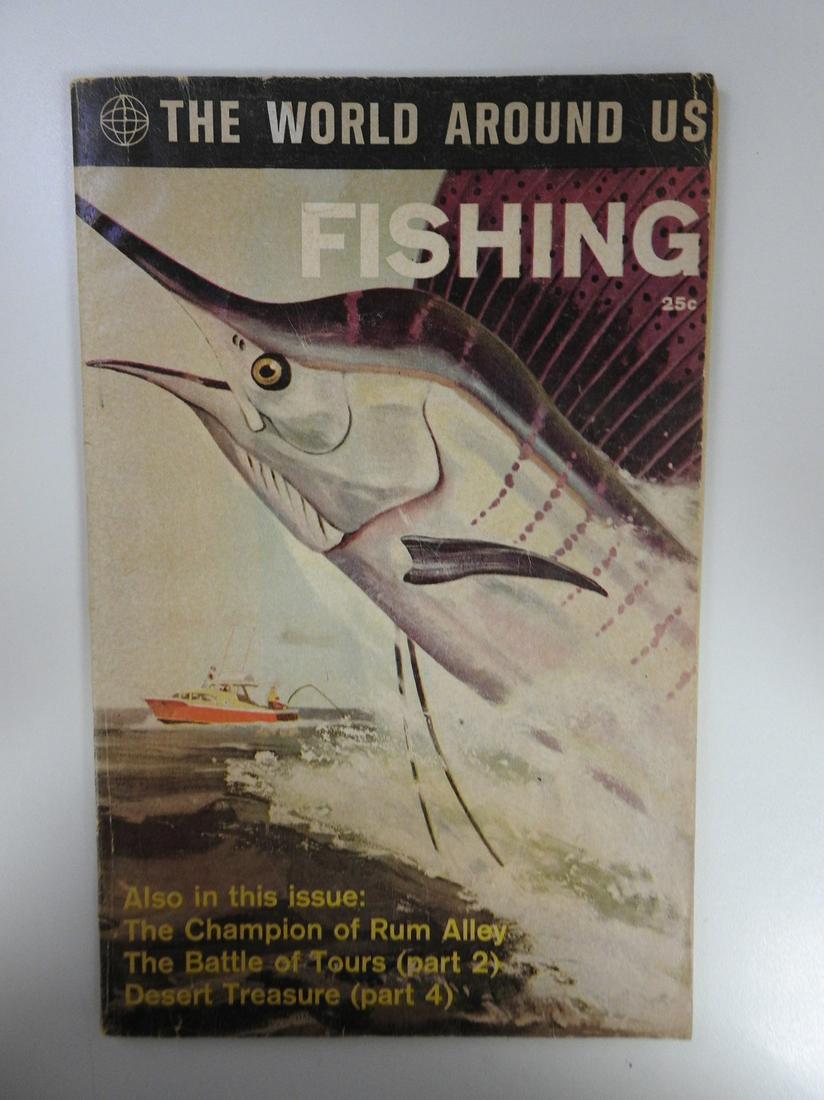 THE WORLD AROUND US
FISHING
25c
Also in this issue:
The Champion of Rum Alley
The Battle of Tours (part 2)
Desert Treasure (part 4)